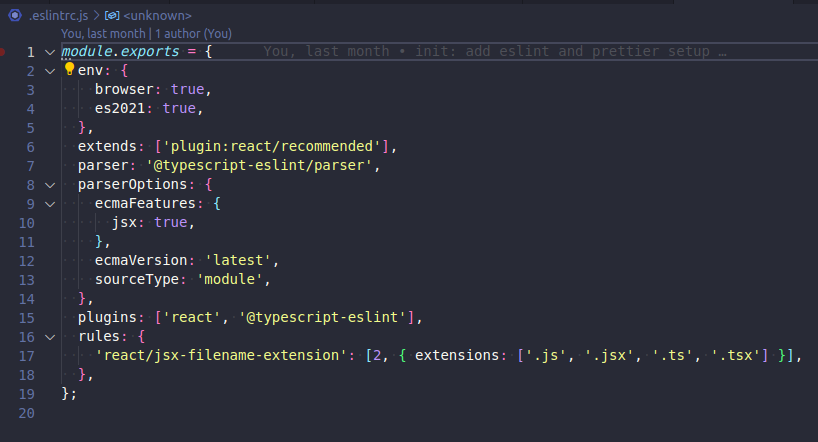 .eslintrc.js > <unknown>
You, last month | 1 author (You)
1 module.exports = { You, last month • init: add eslint and prettier setup …
2 env: {
3 browser: true,
4 es2021: true,
5 },
6 extends: ['plugin:react/recommended'],
7 parser: '@typescript-eslint/parser',
8 parserOptions: {
9 ecmaFeatures: {
10 jsx: true,
11 },
12 ecmaVersion: 'latest',
13 sourceType: 'module',
14 },
15 plugins: ['react', '@typescript-eslint'],
16 rules: {
17 'react/jsx-filename-extension': [2, { extensions: ['.js', '.jsx', '.ts', '.tsx'] }],
18 },
19 };
20